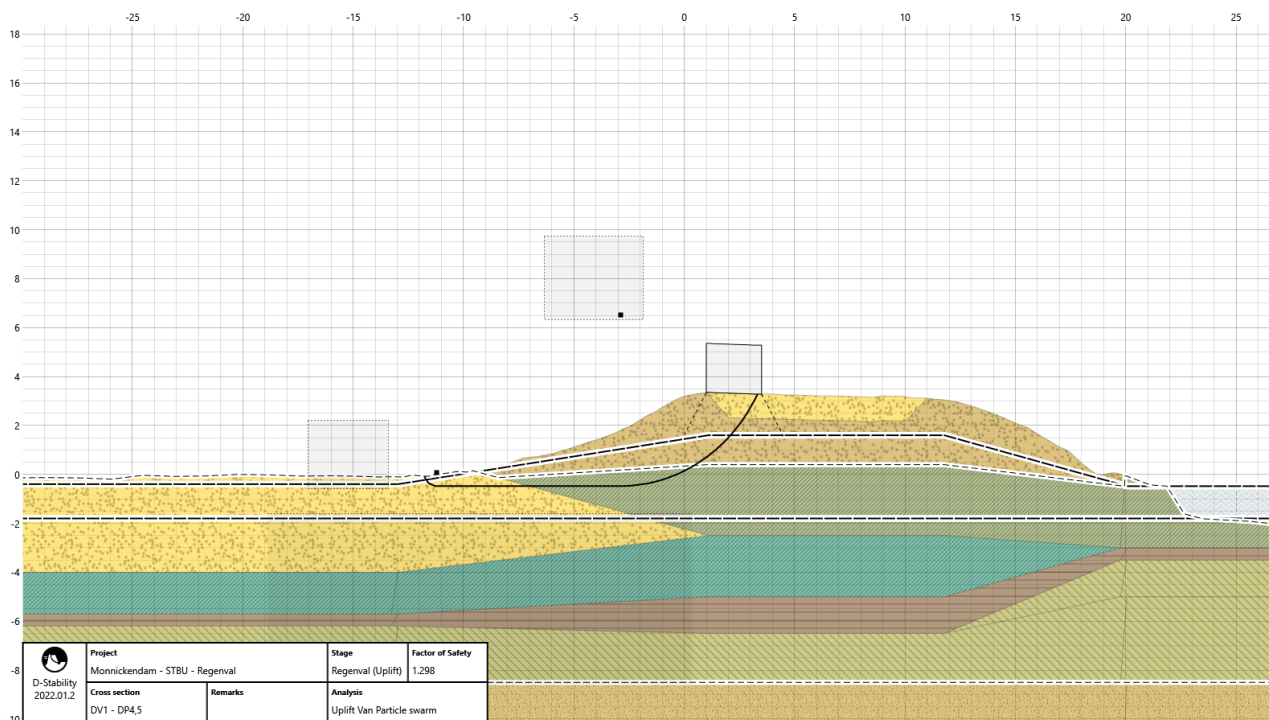 -25 -20 -15 -10 -5 0 5 10 15 20 25
18
16
14
12
10
8
6
4
2
0
-2
-4
-6
-8
10
D-Stability
2022.01.2
Project
Monnickendam - STBU - Regenval
Stage
Regenval (Uplift)
Factor of Safety
1.298
Cross section
DV1 - DP4,5
Remarks
Analysis
Uplift Van Particle swarm